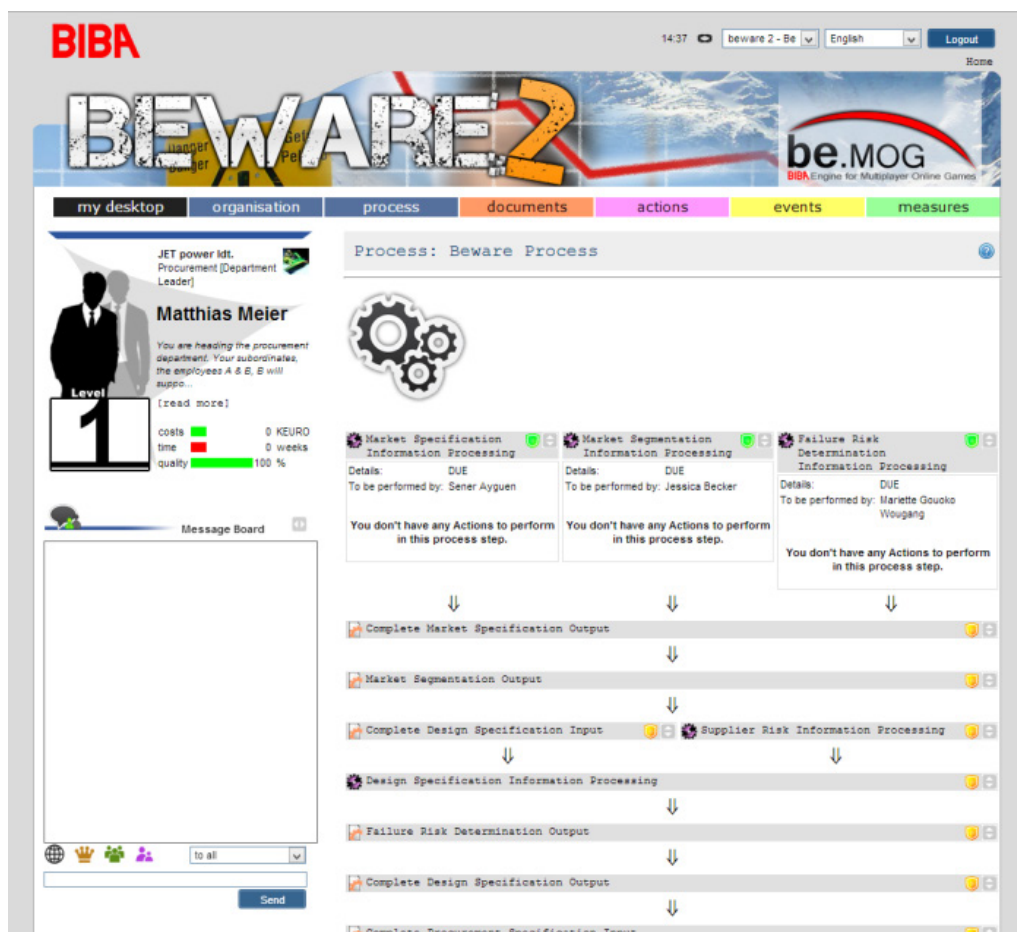 BIBA
14:37 beware 2 - Be English Logout
Home
BEWARE2
Danger
Danger
be.MOG
BIBA Engine for Multiplayer Online Games
my desktop organisation process documents actions events measures
JET power ldt.
Procurement [Department
Leader]
Matthias Meier
You are heading the procurement
department. Your subordinates,
the employees A & B, B will
suppo...
[read more]
Level
1
costs 0 KEURO
time 0 weeks
quality 100 %
Message Board
to all
Send
Process: Beware Process
Market Specification
Information Processing
Details: DUE
To be performed by: Sener Ayguen
You don't have any Actions to perform
in this process step.
Market Segmentation
Information Processing
Details: DUE
To be performed by: Jessica Becker
You don't have any Actions to perform
in this process step.
Failure Risk
Determination
Information Processing
Details: DUE
To be performed by: Mariette Gouoko
Wougang
You don't have any Actions to perform
in this process step.
Complete Market Specification Output
Market Segmentation Output
Complete Design Specification Input
Supplier Risk Information Processing
Design Specification Information Processing
Failure Risk Determination Output
Complete Design Specification Output
Complete Procurement Specification Input